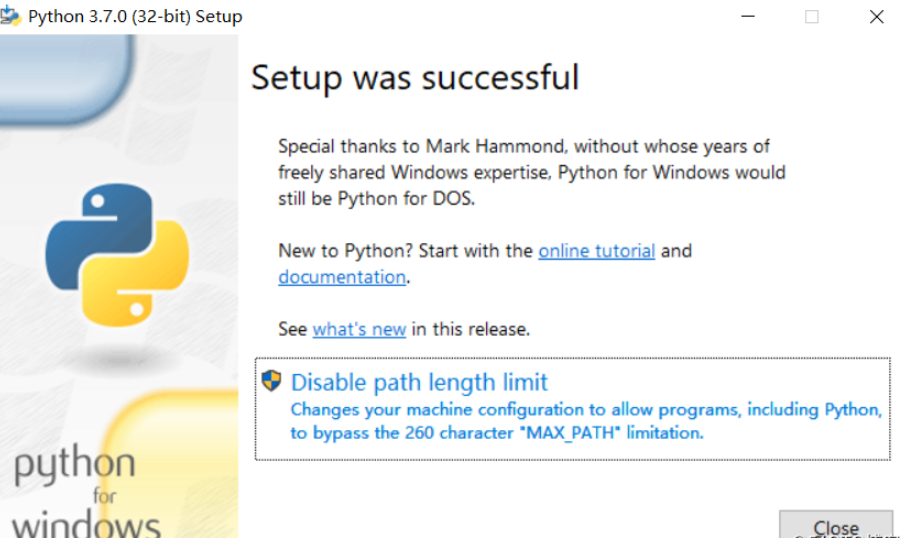 Python 3.7.0 (32-bit) Setup
Setup was successful
Special thanks to Mark Hammond, without whose years of
freely shared Windows expertise, Python for Windows would
still be Python for DOS.
New to Python? Start with the online tutorial and
documentation.
See what's new in this release.
Disable path length limit
Changes your machine configuration to allow programs, including Python,
to bypass the 260 character "MAX_PATH" limitation.
python
for
windows
Close